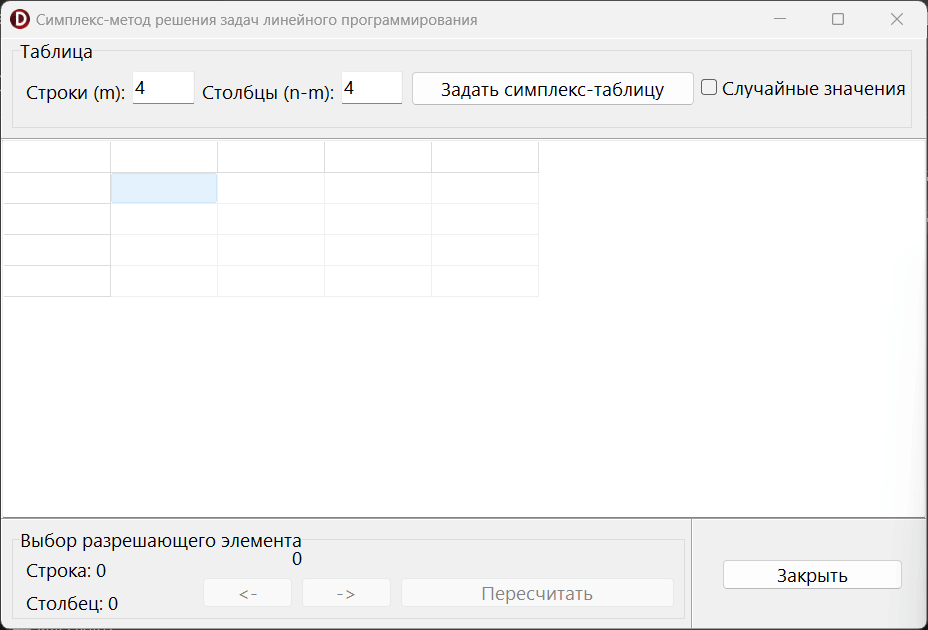 D Симплекс-метод решения задач линейного программирования
Таблица
Строки (m): 4 Столбцы (n-m): 4 Задать симплекс-таблицу Случайные значения
Выбор разрешающего элемента
0
Строка: 0
Столбец: 0 <- -> Пересчитать
Закрыть